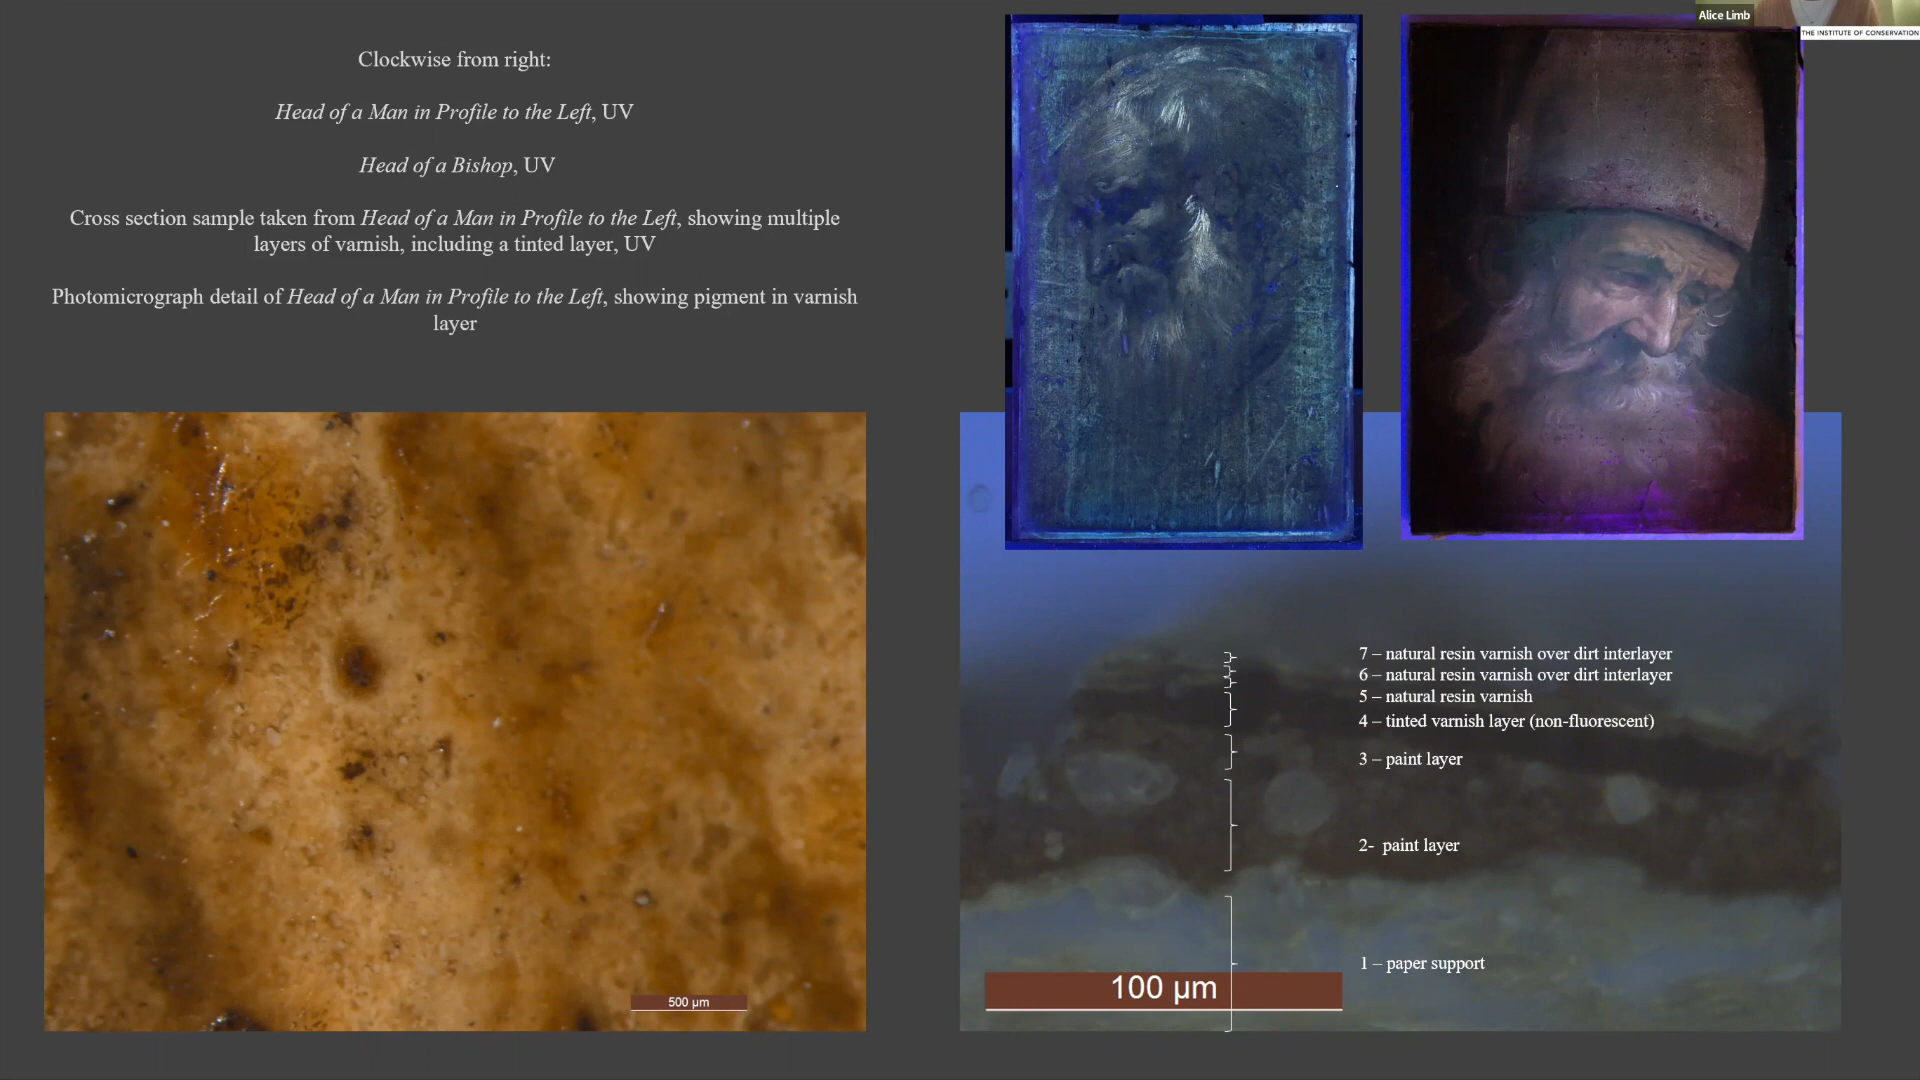 Clockwise from right:
Head of a Man in Profile to the Left, UV
Head of a Bishop, UV
Cross section sample taken from Head of a Man in Profile to the Left, showing multiple
layers of varnish, including a tinted layer, UV
Photomicrograph detail of Head of a Man in Profile to the Left, showing pigment in varnish
layer
Alice Limb
THE INSTITUTE OF CONSERVATION
7 – natural resin varnish over dirt interlayer
6 – natural resin varnish over dirt interlayer
5 – natural resin varnish
4 – tinted varnish layer (non-fluorescent)
3 – paint layer
2- paint layer
1 – paper support
100 µm
500 µm